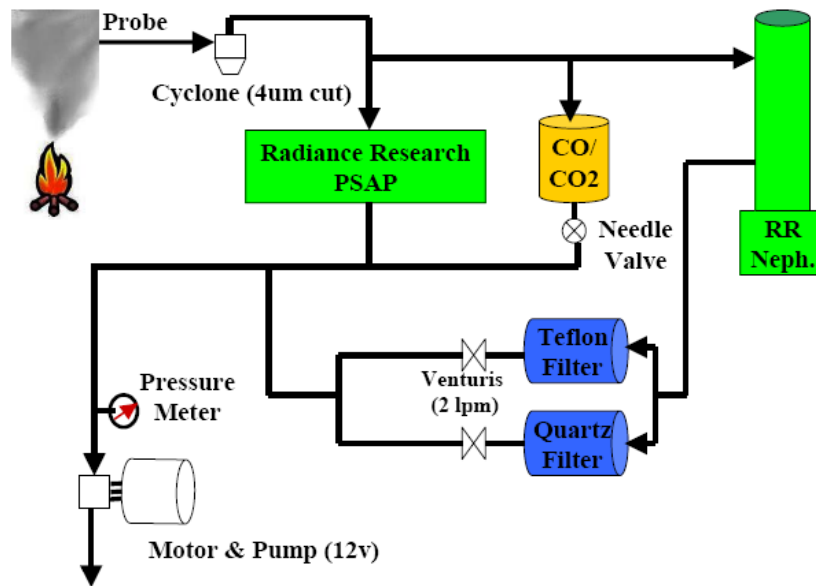 Probe
Cyclone (4um cut)
Radiance Research
PSAP
CO/
CO2
Needle
Valve
RR
Neph.
Teflon
Filter
Venturis
(2 lpm)
Quartz
Filter
Pressure
Meter
Motor & Pump (12v)